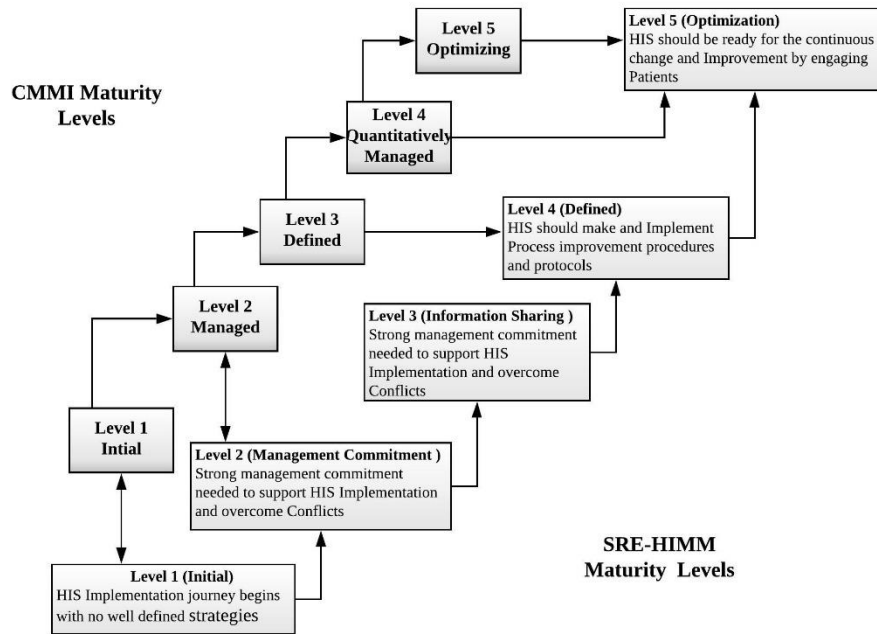 Level 5
Optimizing
Level 5 (Optimization)
HIS should be ready for the continuous
change and Improvement by engaging
Patients
CMMI Maturity
Levels
Level 4
Quantitatively
Managed
Level 3
Defined
Level 4 (Defined)
HIS should make and Implement
Process improvement procedures
and protocols
Level 2
Managed
Level 3 (Information Sharing )
Strong management commitment
needed to support HIS
Implementation and overcome
Conflicts
Level 1
Intial
Level 2 (Management Commitment )
Strong management commitment
needed to support HIS Implementation
and overcome Conflicts
SRE-HIMM
Maturity Levels
Level 1 (Initial)
HIS Implementation journey begins
with no well defined strategies